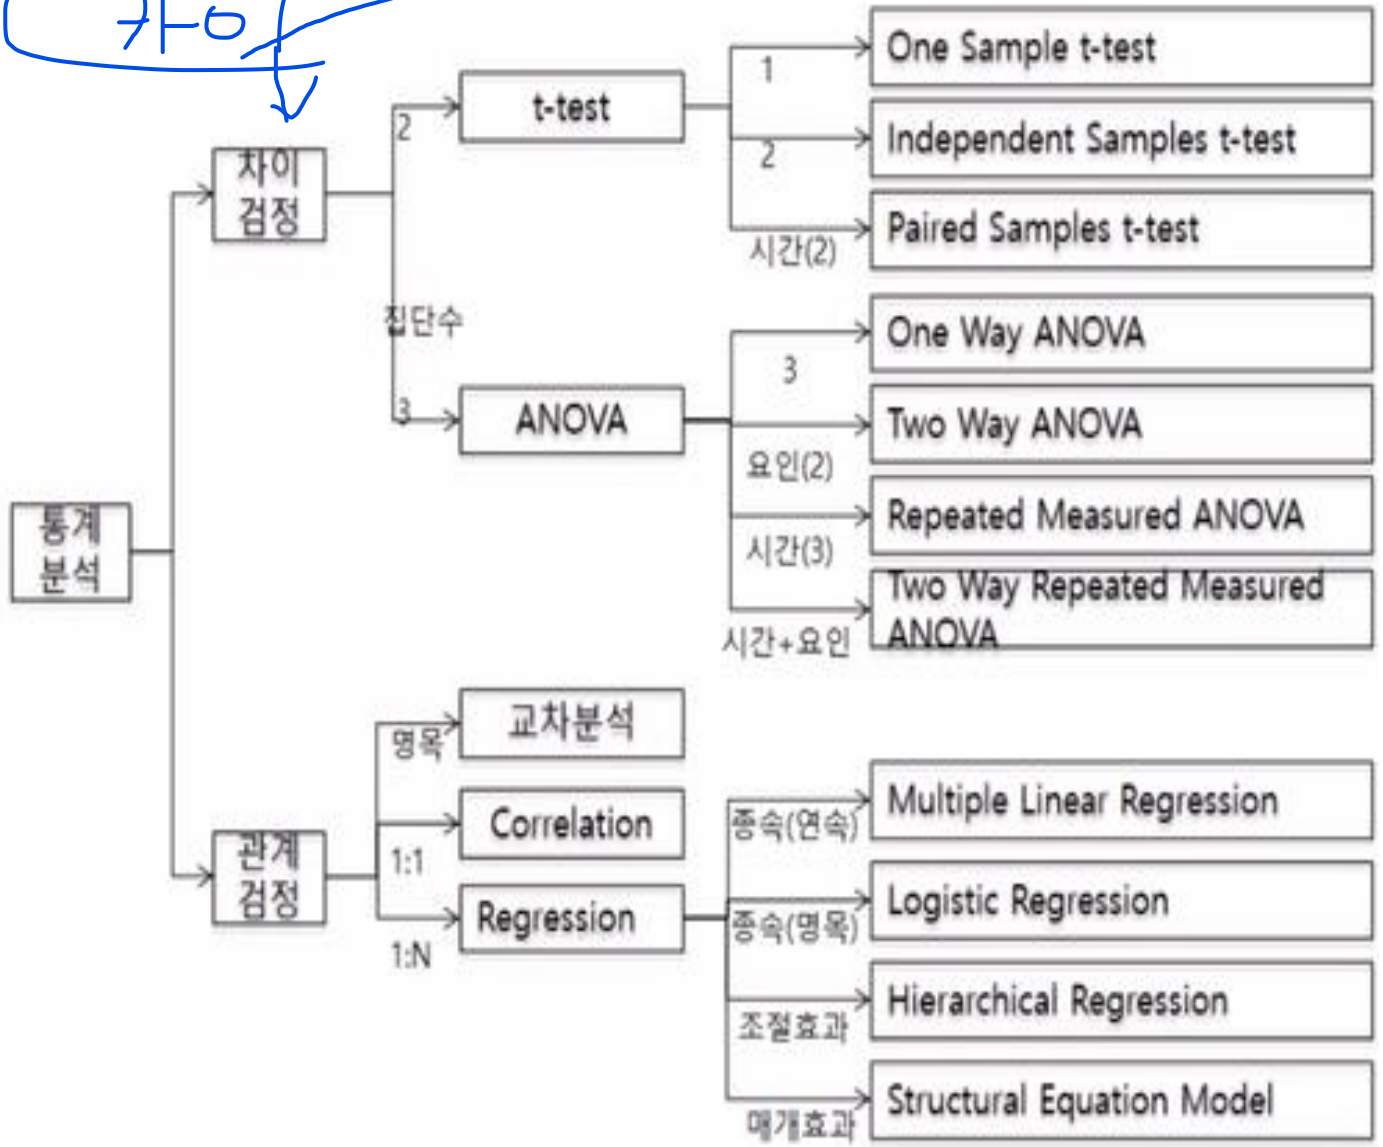 One Sample t-test
1
t-test
2
Independent Samples t-test
2
차이
검정
Paired Samples t-test
시간(2)
집단수
One Way ANOVA
3
3
ANOVA
Two Way ANOVA
요인(2)
Repeated Measured ANOVA
시간(3)
통계
분석
Two Way Repeated Measured
ANOVA
시간+요인
교차분석
명목
Multiple Linear Regression
종속(연속)
Correlation
관계
검정
1:1
Logistic Regression
종속(명목)
Regression
1:N
Hierarchical Regression
조절효과
Structural Equation Model
매개효과